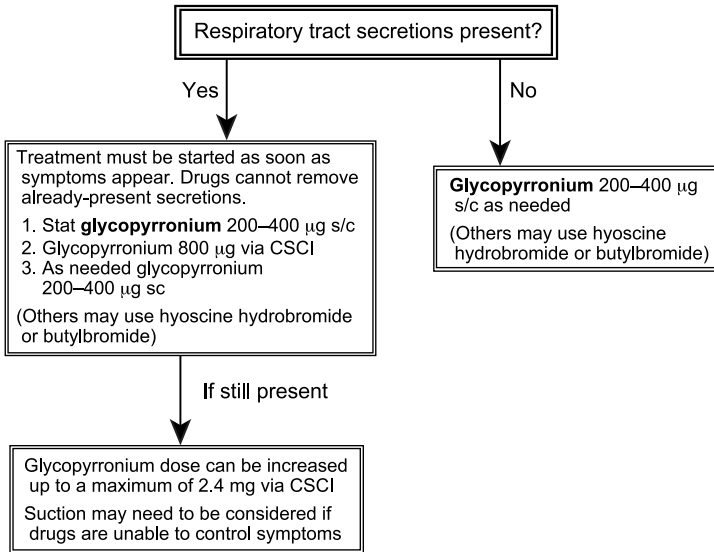 Respiratory tract secretions present?
Yes
No
Treatment must be started as soon as
symptoms appear. Drugs cannot remove
already-present secretions.
1. Stat glycopyrronium 200–400 μg s/c
2. Glycopyrronium 800 μg via CSCI
3. As needed glycopyrronium
200–400 μg sc
(Others may use hyoscine hydrobromide
or butylbromide)
Glycopyrronium 200–400 μg
s/c as needed
(Others may use hyoscine
hydrobromide or butylbromide)
If still present
Glycopyrronium dose can be increased
up to a maximum of 2.4 mg via CSCI
Suction may need to be considered if
drugs are unable to control symptoms